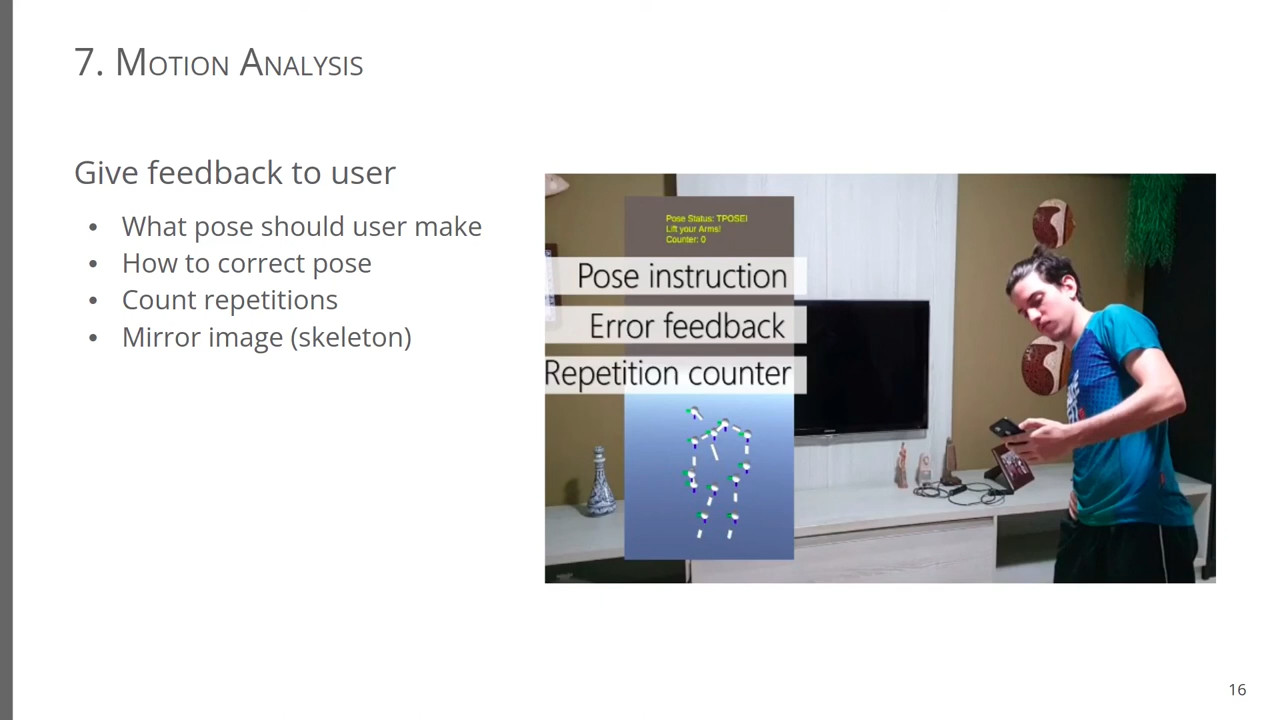 7. Motion Analysis
Give feedback to user
• What pose should user make
• How to correct pose
• Count repetitions
• Mirror image (skeleton)
Pose Status: TPOSE!
Lift your Arms!
Counter: 0
Pose instruction
Error feedback
Repetition counter
16